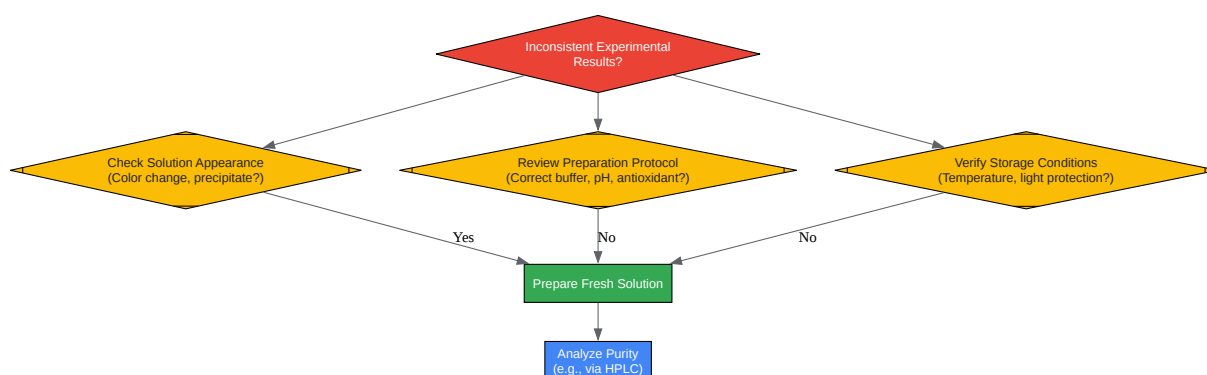 Inconsistent Experimental
Results?
Check Solution Appearance
(Color change, precipitate?)
Review Preparation Protocol
(Correct buffer, pH, antioxidant?)
Verify Storage Conditions
(Temperature, light protection?)
Yes
No
No
Prepare Fresh Solution
Analyze Purity
(e.g., via HPLC)